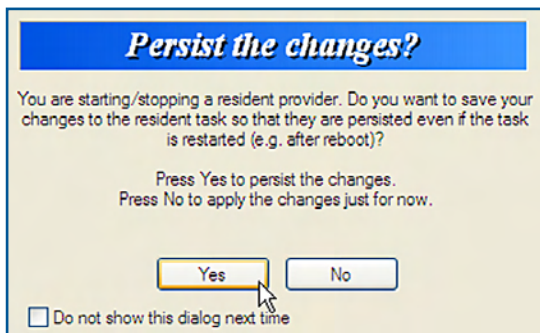 Persist the changes?
You are starting/stopping a resident provider. Do you want to save your
changes to the resident task so that they are persisted even if the task
is restarted (e.g. after reboot)?
Press Yes to persist the changes.
Press No to apply the changes just for now.
Yes
No
Do not show this dialog next time